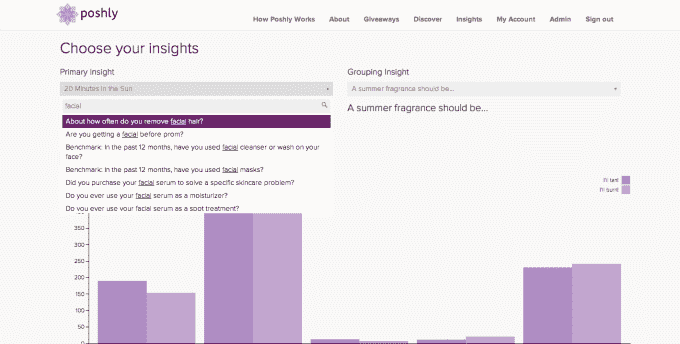 poshly
How Poshly Works About Giveaways Discover Insights My Account Admin Sign out
Choose your insights
Primary Insight
Grouping Insight
20 Minutes in the Sun
A summer fragrance should be...
facial
A summer fragrance should be...
About how often do you remove facial hair?
Are you getting a facial before prom?
Benchmark: In the past 12 months, have you used facial cleanser or wash on your
face?
Benchmark: In the past 12 months, have you used facial masks?
Did you purchase your facial serum to solve a specific skincare problem?
Do you ever use your facial serum as a moisturizer?
Do you ever use your facial serum as a spot treatment?
350
300
250
200
150
100
50
0